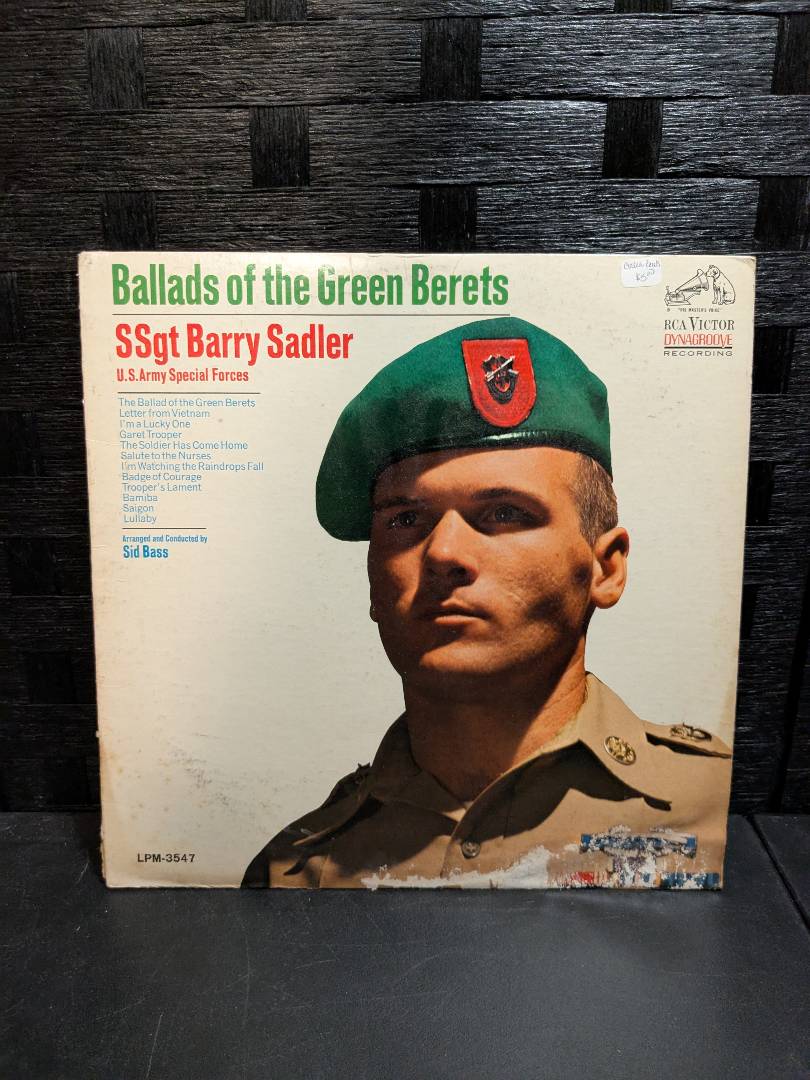 Ballads of the Green Berets
SSgt Barry Sadler
U.S. Army Special Forces
The Ballad of the Green Berets
Letter from Vietnam
I'm a Lucky One
Garet Trooper
The Soldier Has Come Home
Salute to the Nurses
I'm Watching the Raindrops Fall
Badge of Courage
Trooper's Lament
Bamiba
Saigon
Lullaby
Arranged and Conducted by
Sid Bass
"HIS MASTER'S VOICE"
RCA VICTOR
DYNAGROOVE
RECORDING
LPM-3547